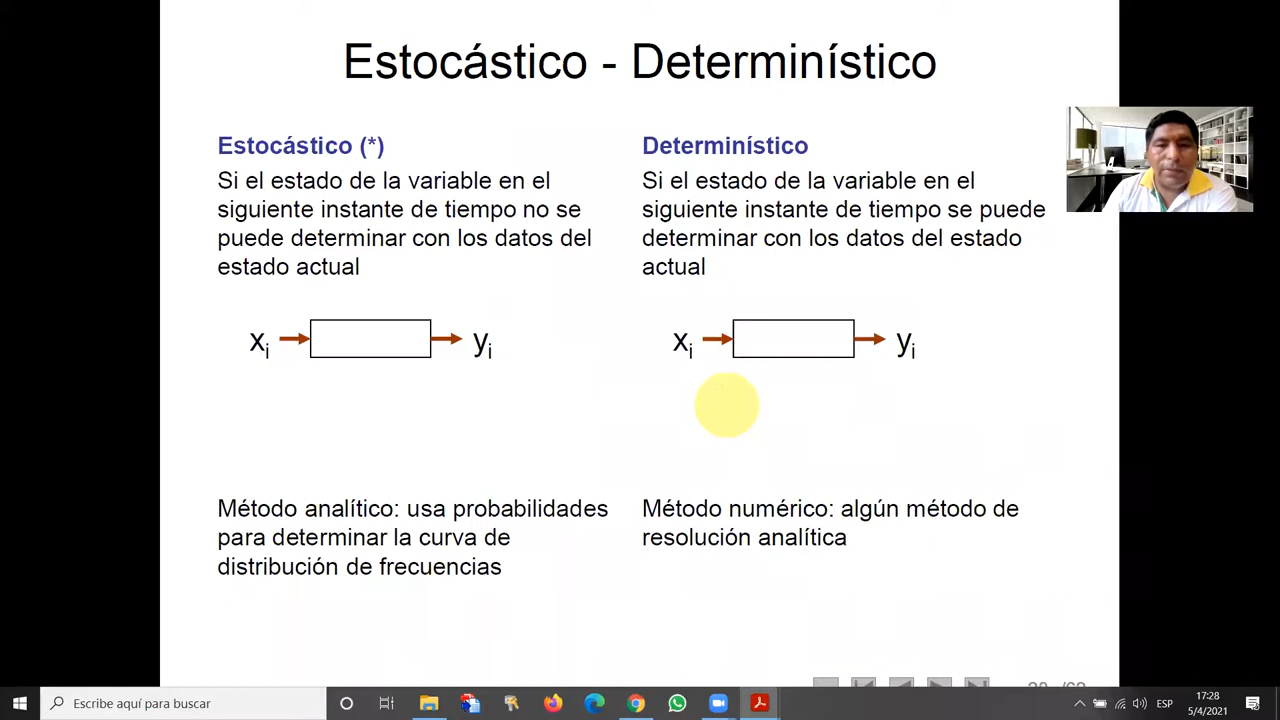 Estocástico - Determinístico
Estocástico (*)
Si el estado de la variable en el
siguiente instante de tiempo no se
puede determinar con los datos del
estado actual
xi
yi
Método analítico: usa probabilidades
para determinar la curva de
distribución de frecuencias
Determinístico
Si el estado de la variable en el
siguiente instante de tiempo se puede
determinar con los datos del estado
actual
xi
yi
Método numérico: algún método de
resolución analítica
Escribe aquí para buscar
ESP
17:28
5/4/2021